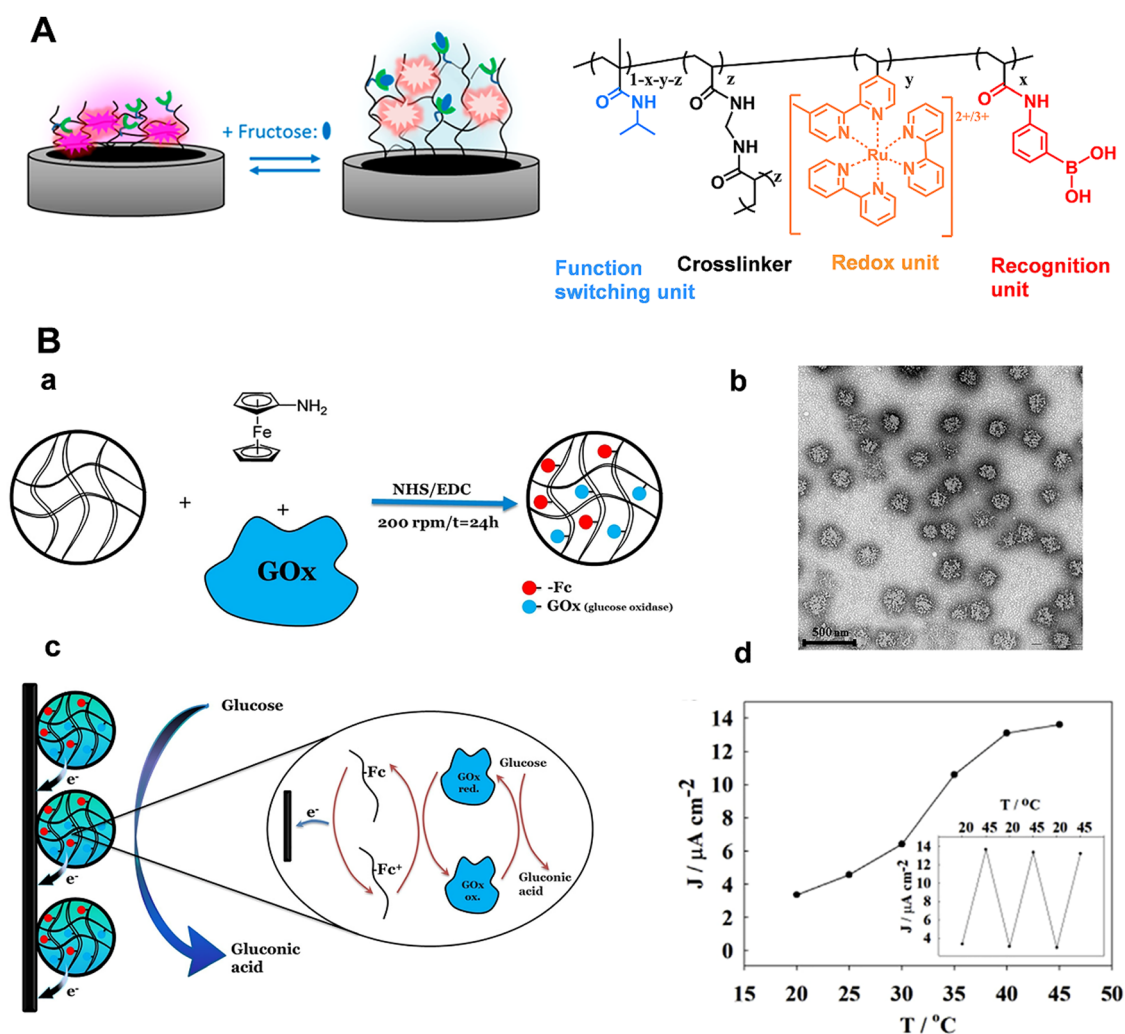 A
+ Fructose:
1-x-y-z
z
y
x
O
NH
O
NH
NH
O
z
N
N
N
N
N
N
Ru
2+/3+
O
NH
B
OH
OH
Function
switching unit
Crosslinker
Redox unit
Recognition
unit
B
a
NH2
Fe
+
+
GOx
NHS/EDC
200 rpm/t=24h
-Fc
GOx (glucose oxidase)
b
500 nm
c
Glucose
e-
e-
e-
Gluconic
acid
e-
-Fc
-Fc+
GOx
red.
GOx
ox.
Glucose
Gluconic
acid
d
J / μA cm-2
14
12
10
8
6
4
2
0
15 20 25 30 35 40 45 50
T / oC
T / oC
20 45 20 45 20 45
J / μA cm-2
14
12
10
8
6
4